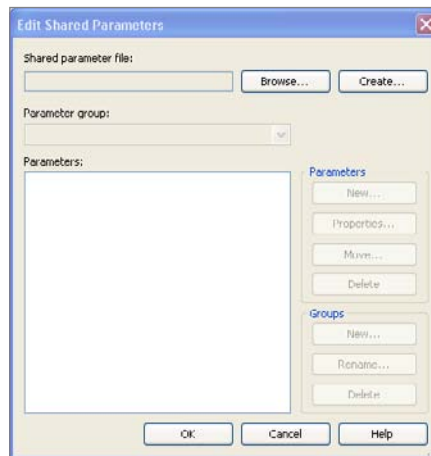 Edit Shared Parameters
Shared parameter file:
Browse...
Create...
Parameter group:
Parameters:
Parameters
New...
Properties...
Move...
Delete
Groups
New...
Rename...
Delete
OK
Cancel
Help